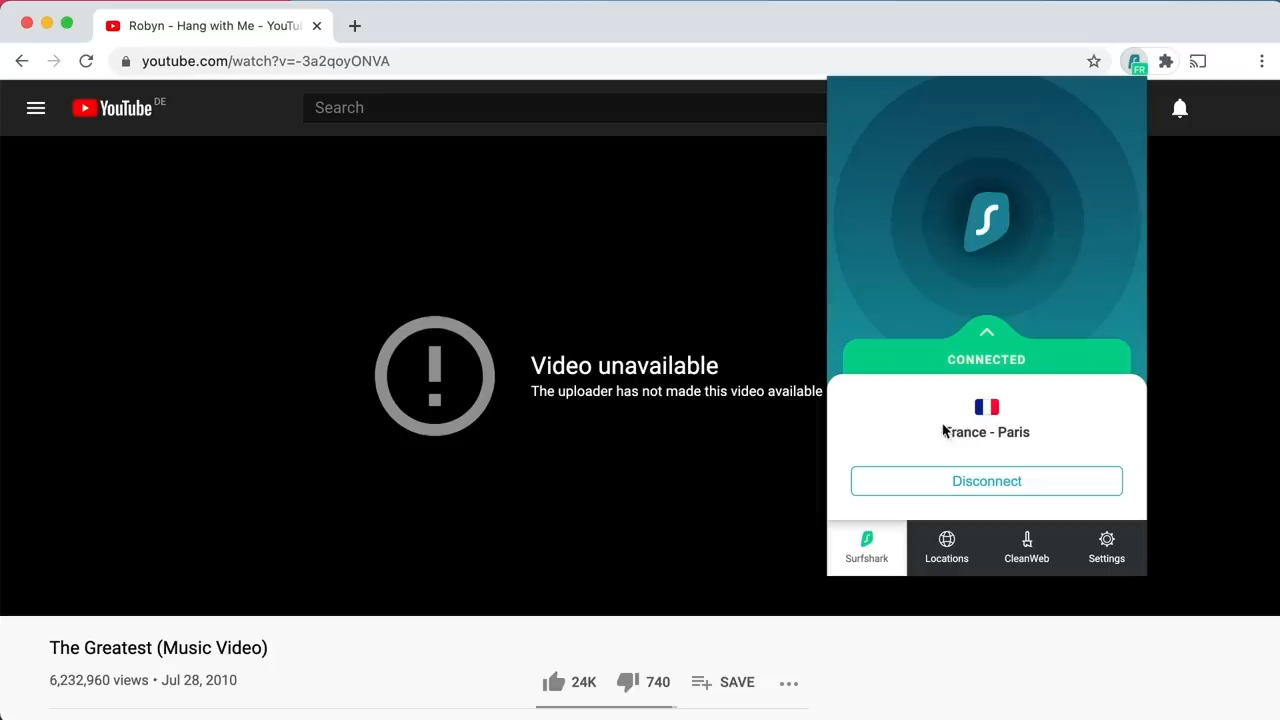 Robyn - Hang with Me - YouTu
youtube.com/watch?v=-3a2qoyONVA
FR
YouTube DE
Search
Video unavailable
The uploader has not made this video available
CONNECTED
France - Paris
Disconnect
Surfshark
Locations
CleanWeb
Settings
The Greatest (Music Video)
6,232,960 views • Jul 28, 2010
24K
740
SAVE